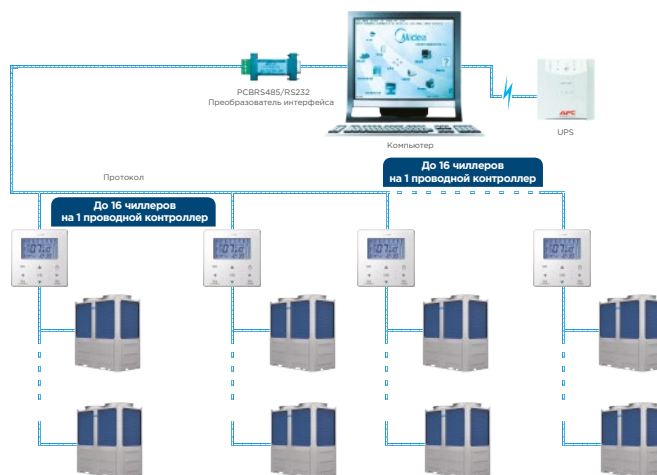 Midea
PCBRS485/RS232
Преобразователь интерфейса
Компьютер
APC
UPS
Протокол
До 16 чиллеров
на 1 проводной контроллер
До 16 чиллеров
на 1 проводной контроллер